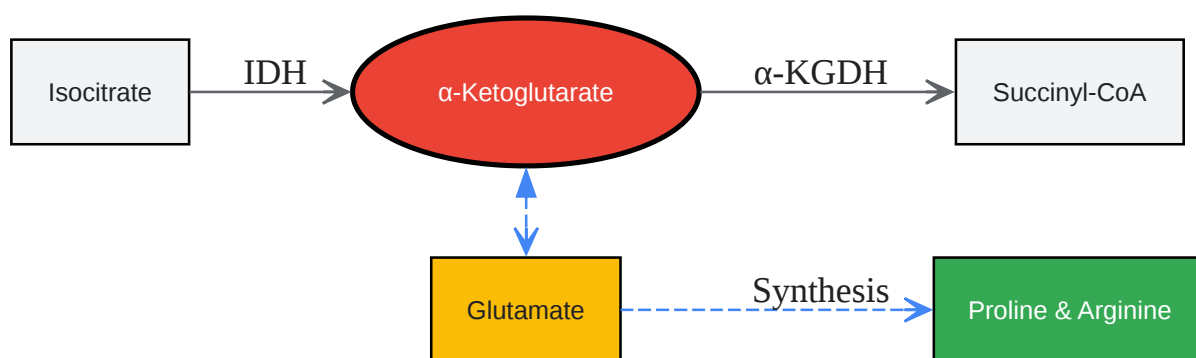 IDH
α-KGDH
Isocitrate
α-Ketoglutarate
Succinyl-CoA
Synthesis
Glutamate
Proline & Arginine